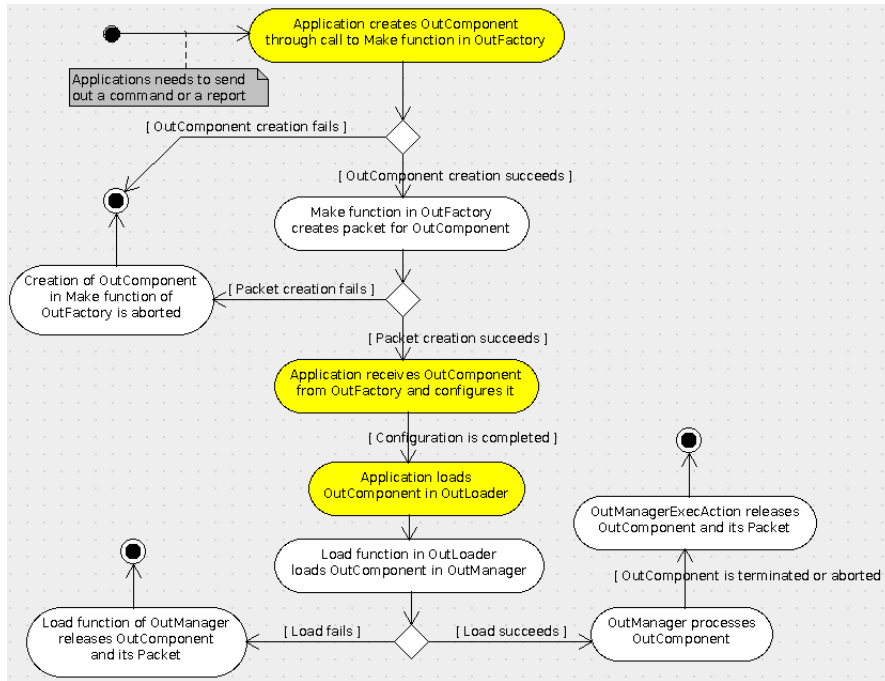 Application creates OutComponent
through call to Make function in OutFactory
Applications needs to send
out a command or a report
[ OutComponent creation fails ]
[ OutComponent creation succeeds ]
Make function in OutFactory
creates packet for OutComponent
Creation of OutComponent
in Make function of
OutFactory is aborted
[ Packet creation fails ]
[ Packet creation succeeds ]
Application receives OutComponent
from OutFactory and configures it
[ Configuration is completed ]
Application loads
OutComponent in OutLoader
OutManagerExecAction releases
OutComponent and its Packet
Load function in OutLoader
loads OutComponent in OutManager
[ OutComponent is terminated or aborted ]
Load function of OutManager
releases OutComponent
and its Packet
[ Load fails ]
[ Load succeeds ]
OutManager processes
OutComponent